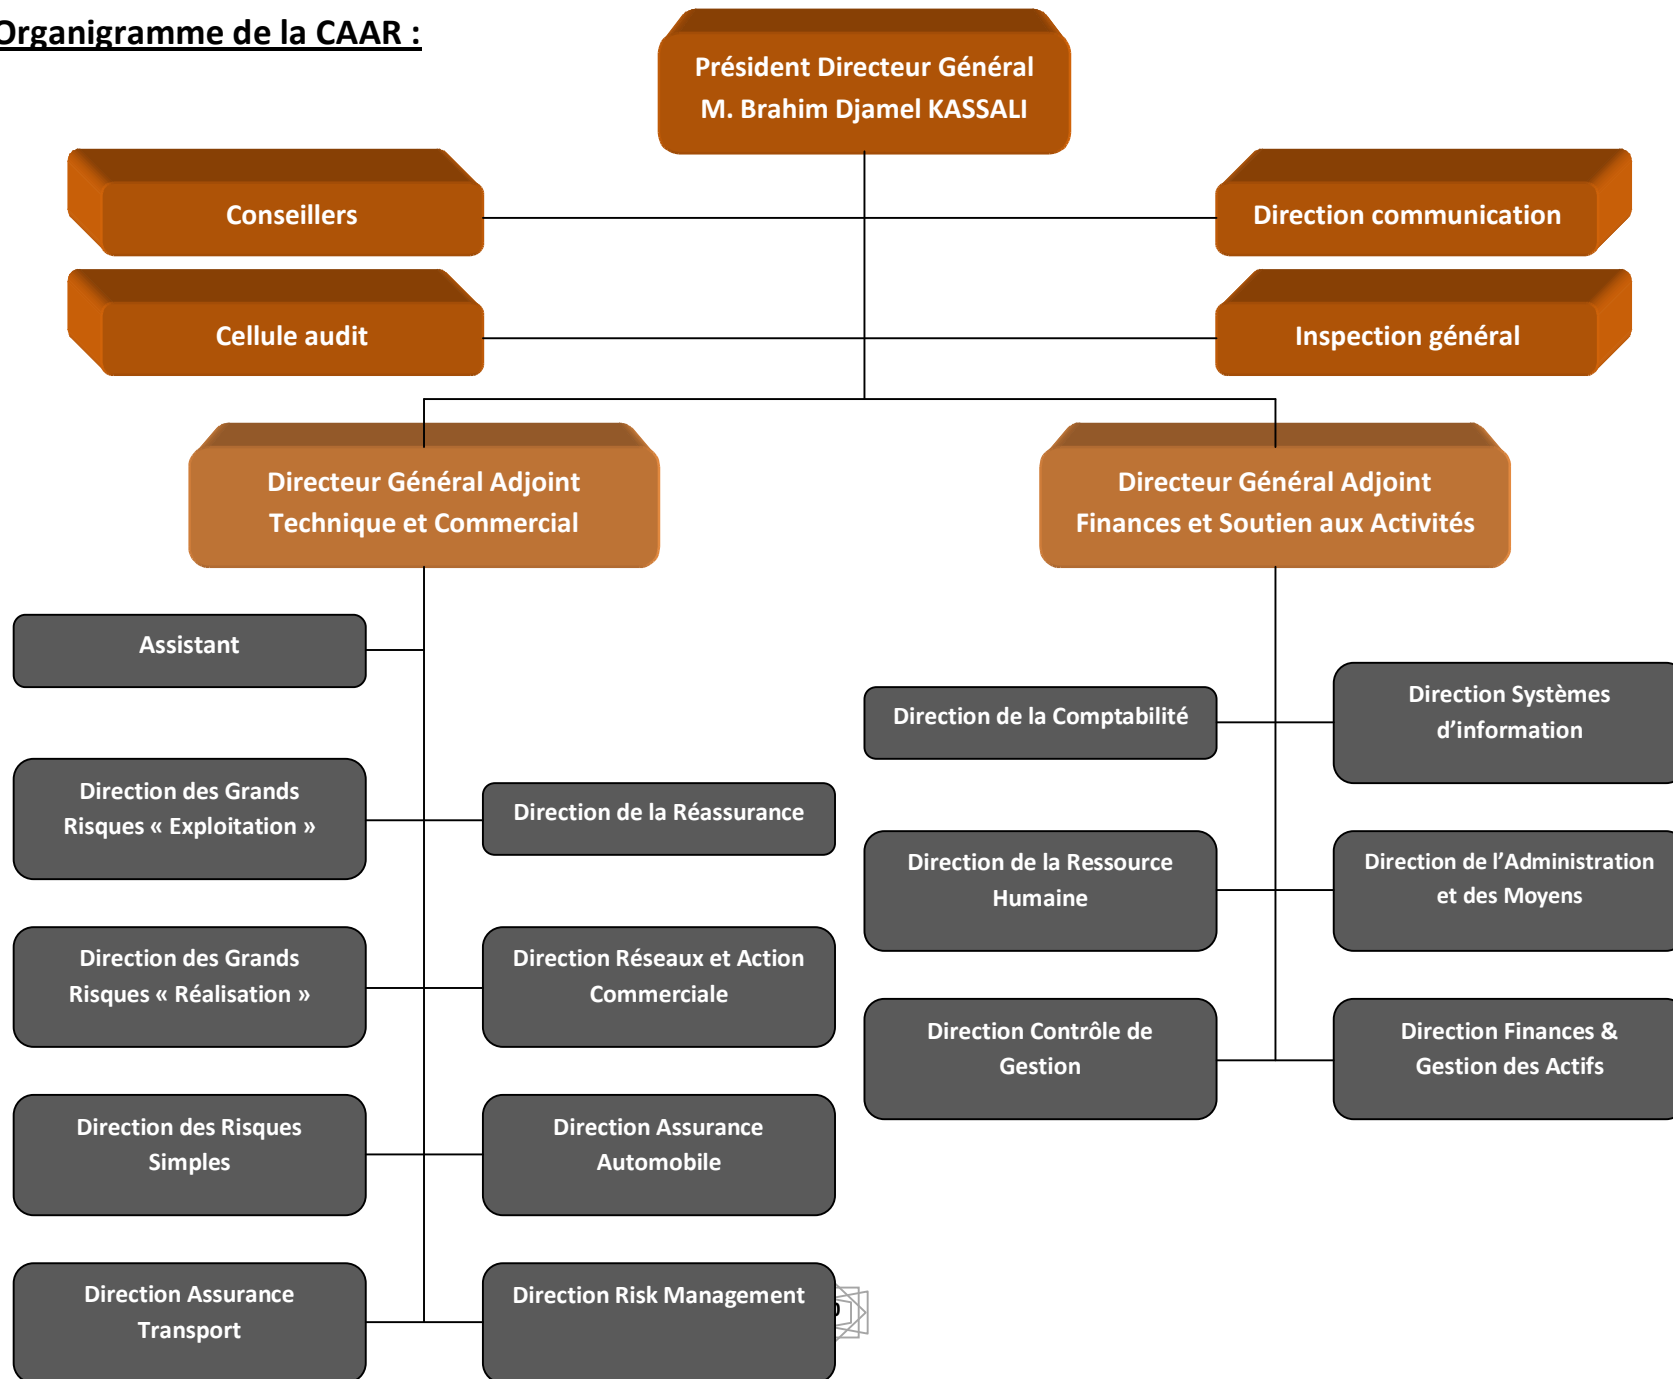 Organigramme de la CAAR :
Président Directeur Général
M. Brahim Djamel KASSALI
Conseillers
Direction communication
Cellule audit
Inspection général
Directeur Général Adjoint
Technique et Commercial
Directeur Général Adjoint
Finances et Soutien aux Activités
Assistant
Direction des Grands
Risques « Exploitation »
Direction de la Réassurance
Direction des Grands
Risques « Réalisation »
Direction Réseaux et Action
Commerciale
Direction des Risques
Simples
Direction Assurance
Automobile
Direction Assurance
Transport
Direction Risk Management
Direction de la Comptabilité
Direction Systèmes
d’information
Direction de la Ressource
Humaine
Direction de l’Administration
et des Moyens
Direction Contrôle de
Gestion
Direction Finances &
Gestion des Actifs